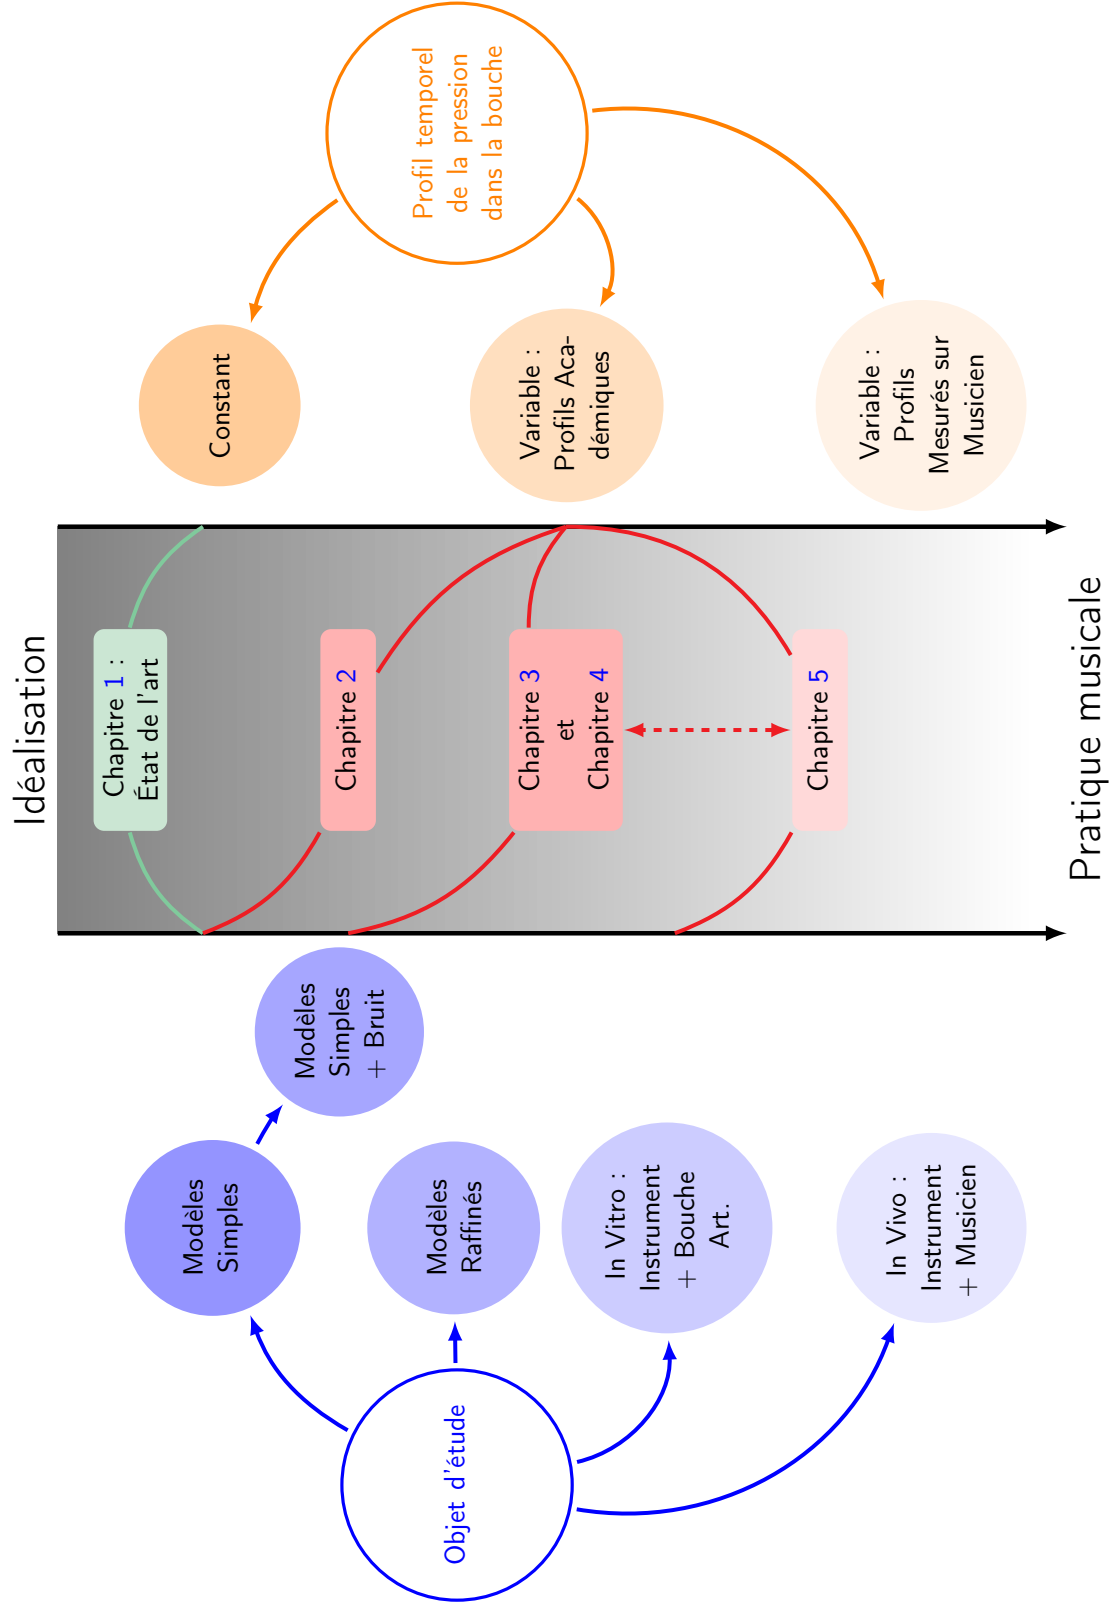 Objet d'étude
Modèles
Simples
Modèles
Simples
+ Bruit
Modèles
Raffinés
In Vitro :
Instrument
+ Bouche
Art.
In Vivo :
Instrument
+ Musicien
Idéalisation
Chapitre 1 :
État de l'art
Chapitre 2
Chapitre 3
et
Chapitre 4
Chapitre 5
Pratique musicale
Constant
Variable :
Profils Aca-
démiques
Variable :
Profils
Mesurés sur
Musicien
Profil temporel
de la pression
dans la bouche